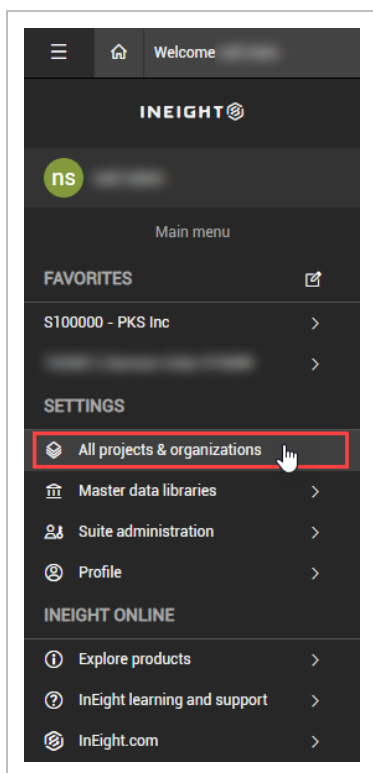 Welcome
INEIGHT
ns
Main menu
FAVORITES
S100000 - PKS Inc
SETTINGS
All projects & organizations
Master data libraries
Suite administration
Profile
INEIGHT ONLINE
Explore products
InEight learning and support
InEight.com